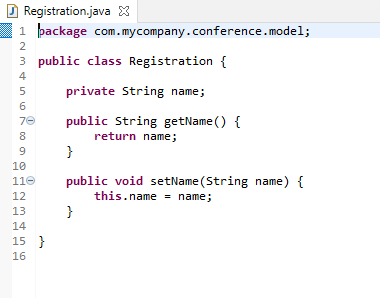 Registration.java
1 package com.mycompany.conference.model;
2
3 public class Registration {
4
5     private String name;
6
7     public String getName() {
8         return name;
9     }
10
11     public void setName(String name) {
12         this.name = name;
13     }
14
15 }
16